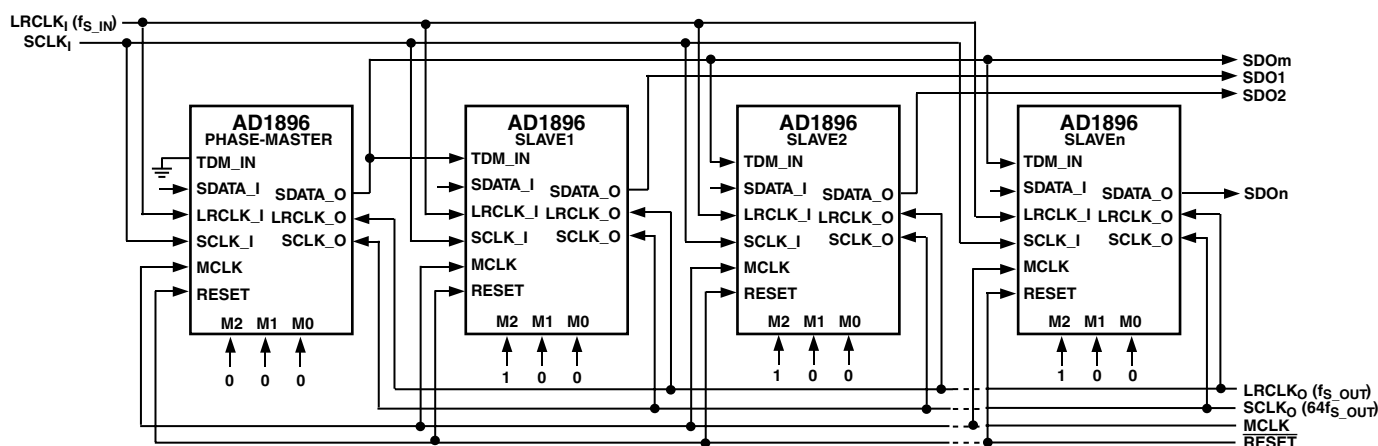 LRCLKI (fS_IN)
SCLKI
SDOm
SDO1
SDO2
AD1896
PHASE-MASTER
TDM_IN
SDATA_I
SDATA_O
LRCLK_I
LRCLK_O
SCLK_I
SCLK_O
MCLK
RESET
M2 M1 M0
0 0 0
AD1896
SLAVE1
TDM_IN
SDATA_I
SDATA_O
LRCLK_I
LRCLK_O
SCLK_I
SCLK_O
MCLK
RESET
M2 M1 M0
1 0 0
AD1896
SLAVE2
TDM_IN
SDATA_I
SDATA_O
LRCLK_I
LRCLK_O
SCLK_I
SCLK_O
MCLK
RESET
M2 M1 M0
1 0 0
AD1896
SLAVEn
TDM_IN
SDATA_I
SDATA_O
LRCLK_I
LRCLK_O
SCLK_I
SCLK_O
MCLK
RESET
M2 M1 M0
1 0 0
SDOn
LRCLKO (fS_OUT)
SCLKO (64fS_OUT)
MCLK
RESET